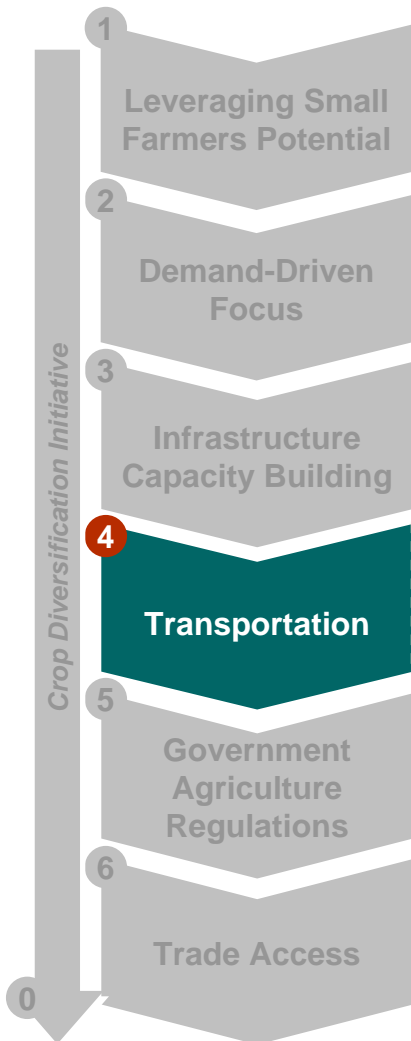 1
Leveraging Small
Farmers Potential
2
Demand-Driven
Focus
3
Infrastructure
Capacity Building
4
Transportation
5
Government
Agriculture
Regulations
6
Trade Access
0
Crop Diversification Initiative